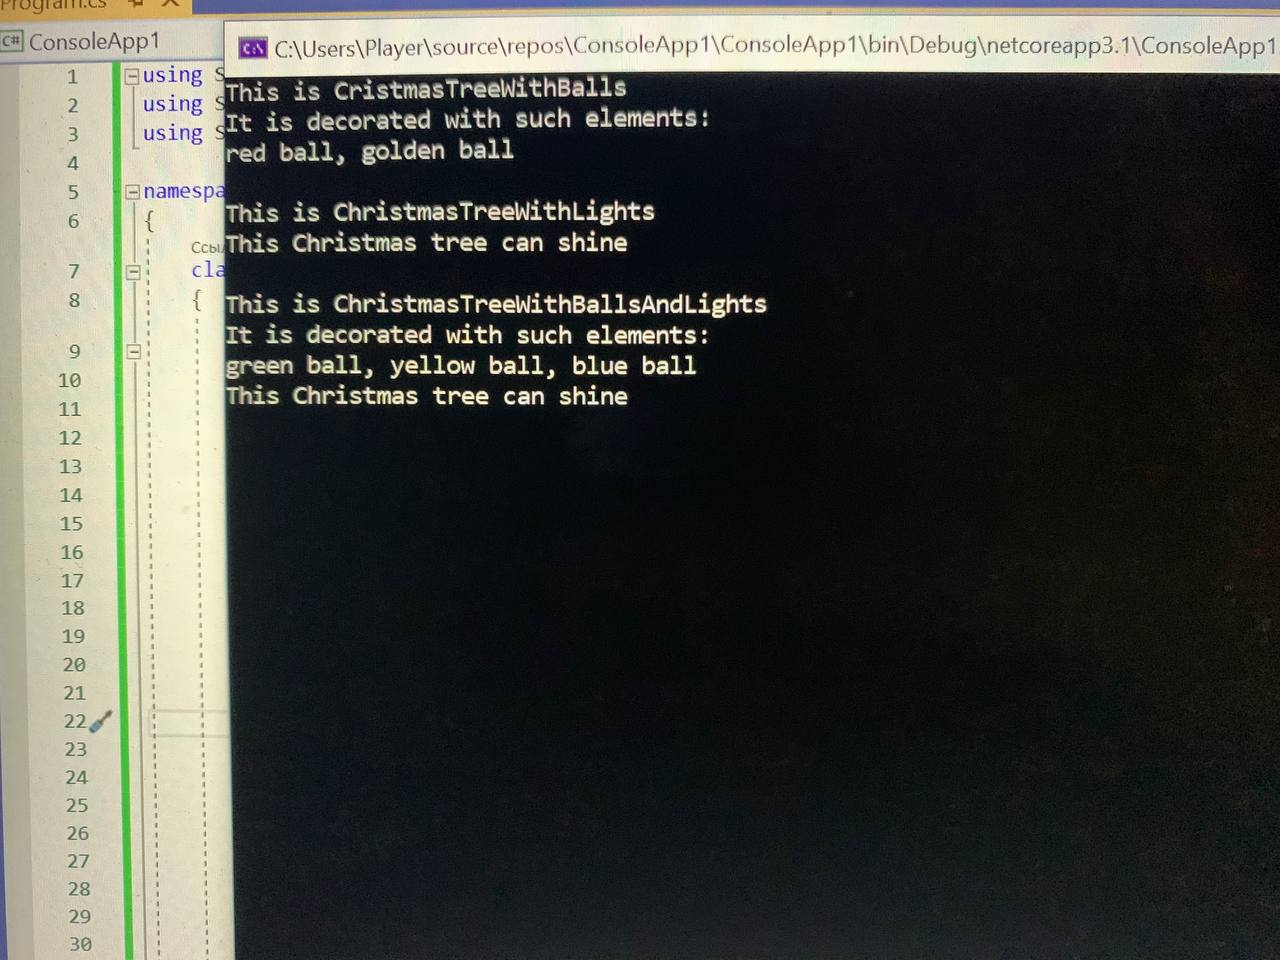 Program.cs
C# ConsoleApp1
C:\Users\Player\source\repos\ConsoleApp1\ConsoleApp1\bin\Debug\netcoreapp3.1\ConsoleApp1.
1 using S
2 using S
3 using S
4
5 namespa
6 {
Ссы
7 cla
8 {
9
10
11
12
13
14
15
16
17
18
19
20
21
22
23
24
25
26
27
28
29
30
This is CristmasTreeWithBalls
It is decorated with such elements:
red ball, golden ball
This is ChristmasTreeWithLights
This Christmas tree can shine
This is ChristmasTreeWithBallsAndLights
It is decorated with such elements:
green ball, yellow ball, blue ball
This Christmas tree can shine